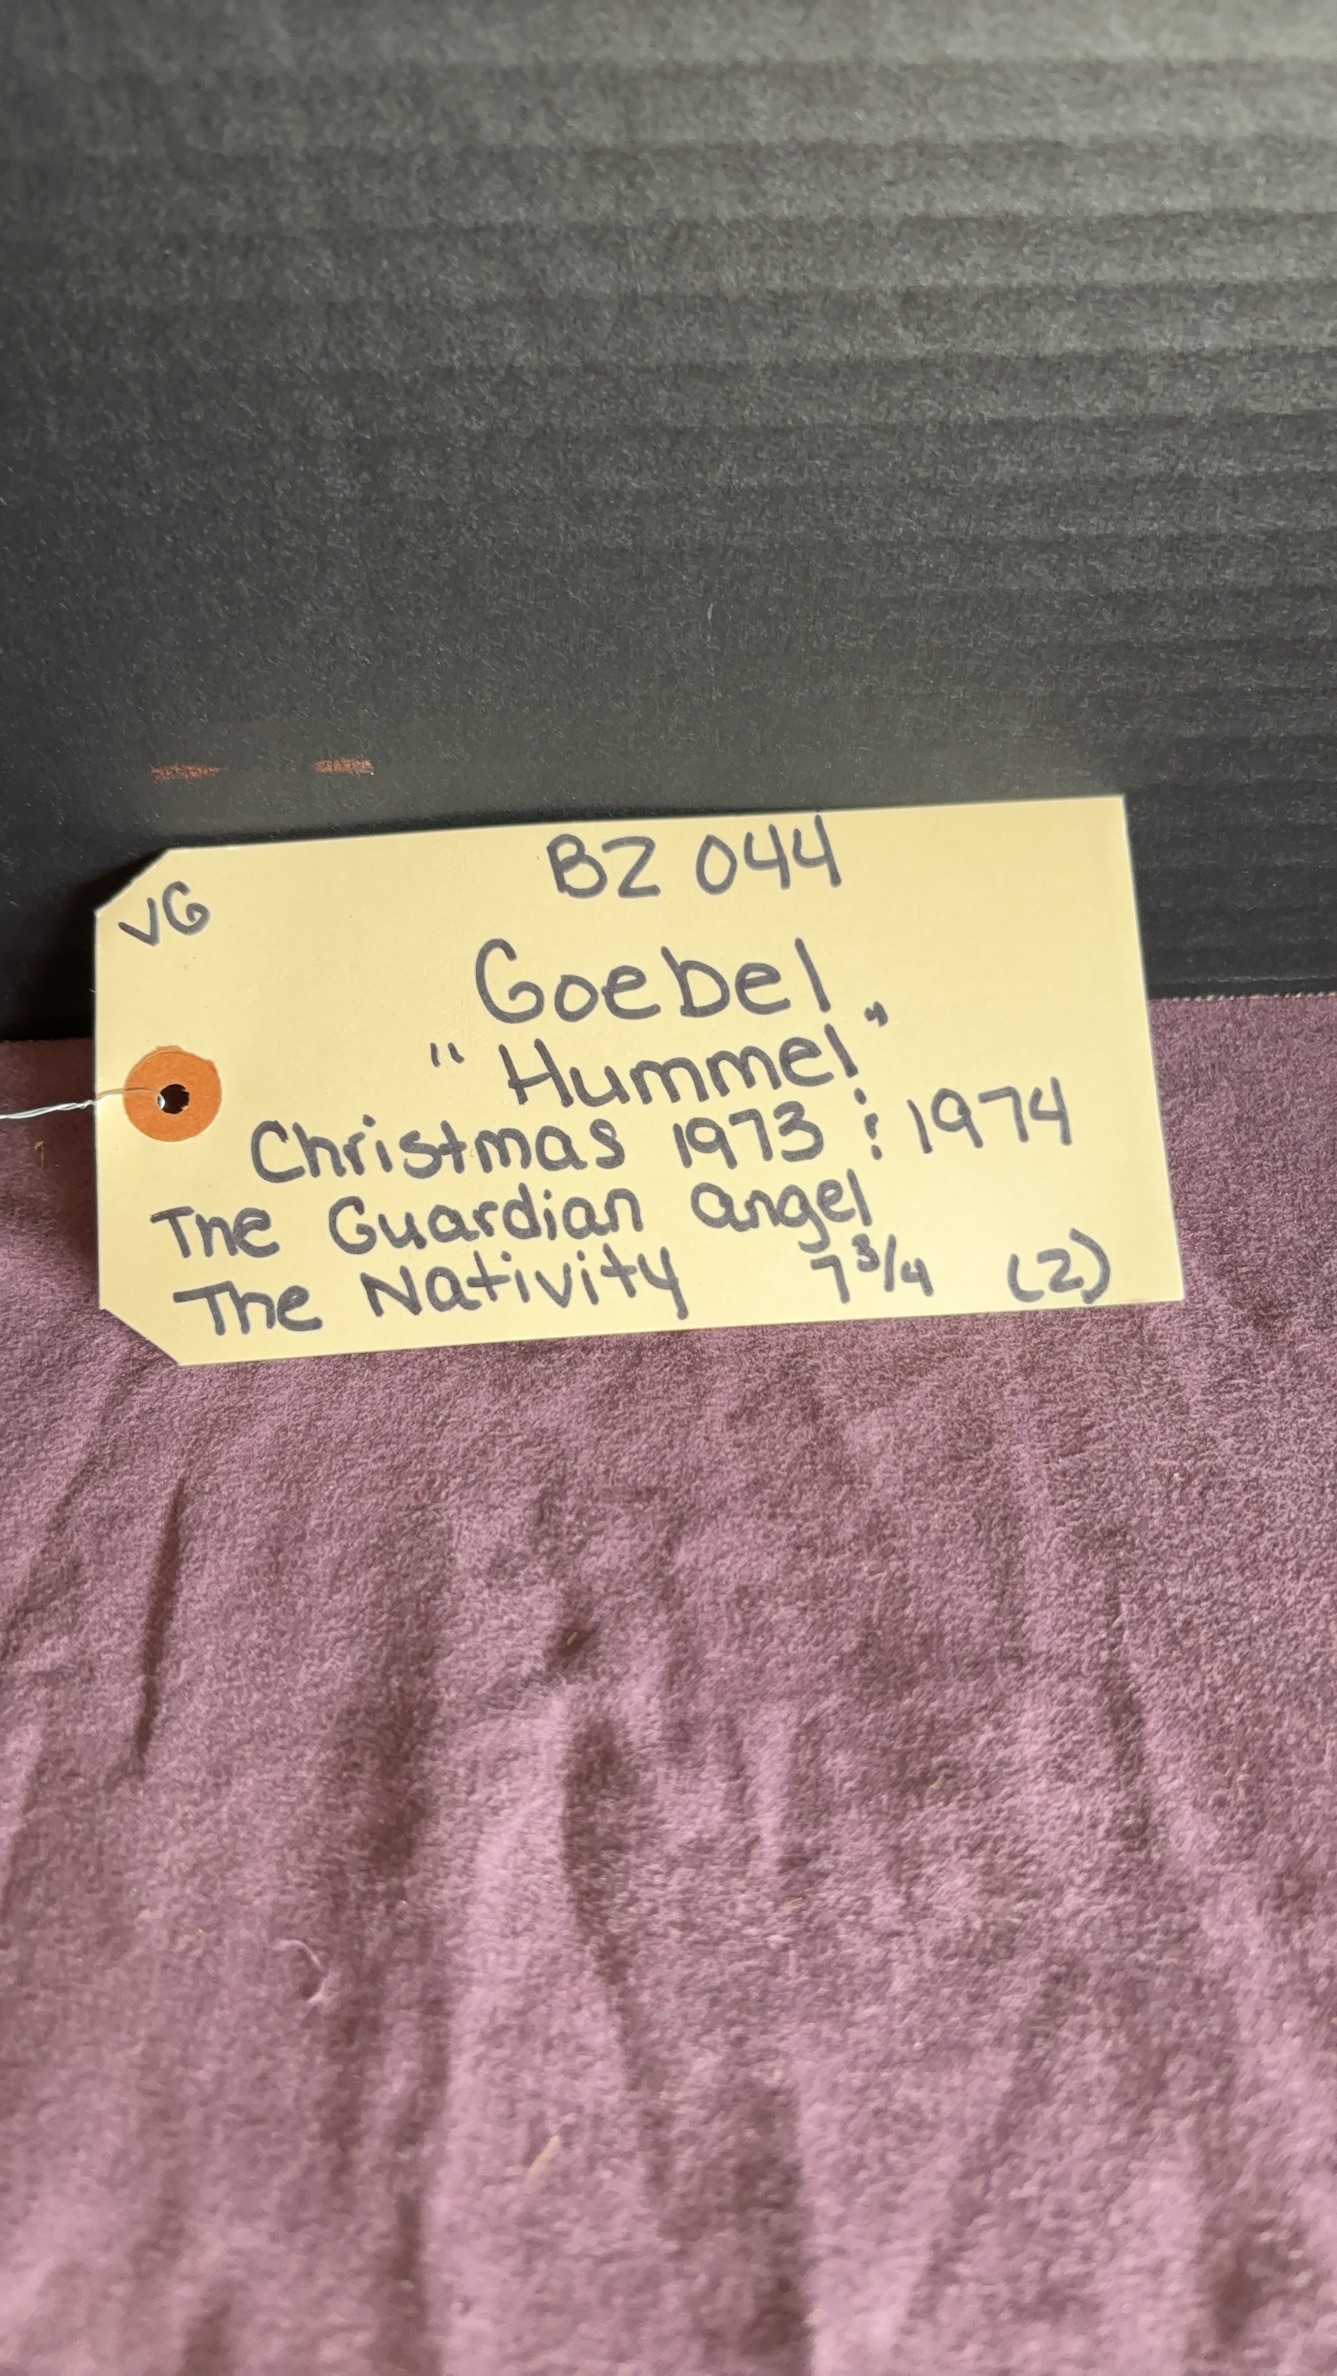 BZ 044
VG
Goebel
"Hummel"
Christmas 1973 & 1974
The Guardian angel
The Nativity 7 3/4 (2)